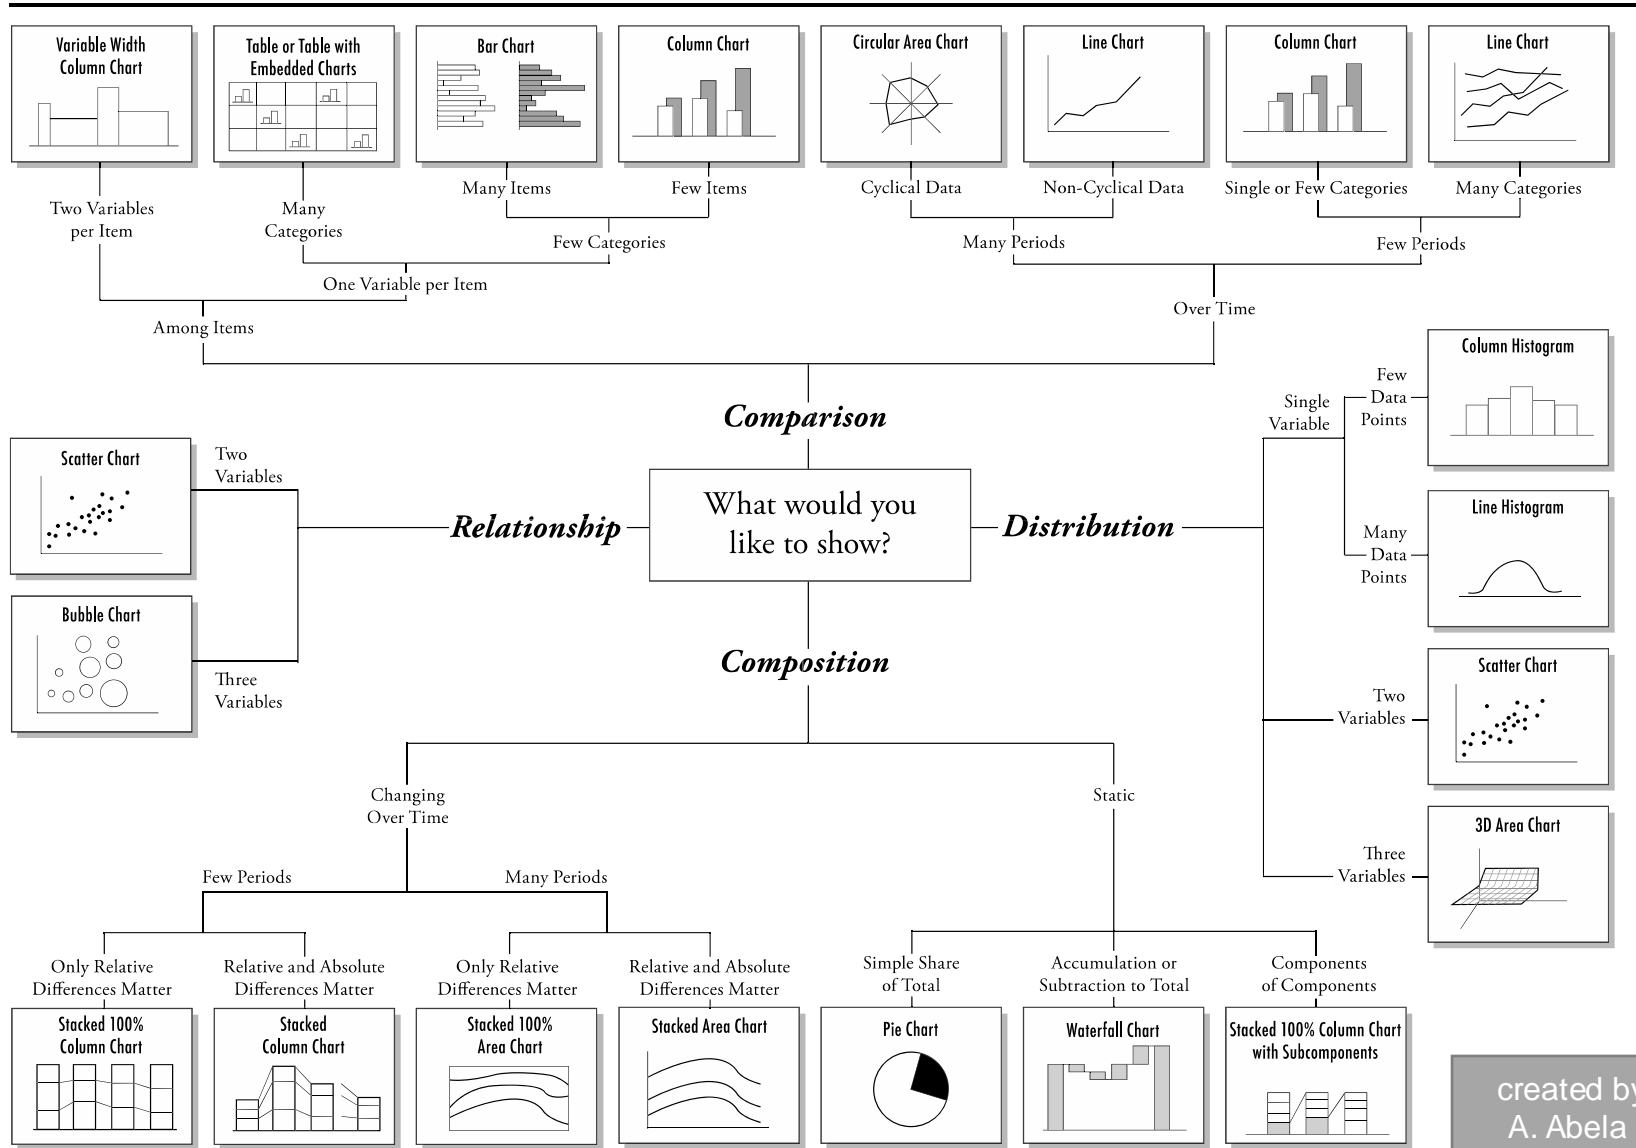 Variable Width
Column Chart
Table or Table with
Embedded Charts
Bar Chart
Column Chart
Circular Area Chart
Line Chart
Column Chart
Line Chart
Two Variables
per Item
Many
Categories
Many Items
Few Items
Cyclical Data
Non-Cyclical Data
Single or Few Categories
Many Categories
Few Categories
Many Periods
Few Periods
One Variable per Item
Over Time
Among Items
Comparison
Relationship
What would you
like to show?
Distribution
Composition
Scatter Chart
Two
Variables
Bubble Chart
Three
Variables
Single
Variable
Few
Data
Points
Column Histogram
Many
Data
Points
Line Histogram
Two
Variables
Scatter Chart
Three
Variables
3D Area Chart
Changing
Over Time
Static
Few Periods
Many Periods
Only Relative
Differences Matter
Relative and Absolute
Differences Matter
Only Relative
Differences Matter
Relative and Absolute
Differences Matter
Simple Share
of Total
Accumulation or
Subtraction to Total
Components
of Components
Stacked 100%
Column Chart
Stacked
Column Chart
Stacked 100%
Area Chart
Stacked Area Chart
Pie Chart
Waterfall Chart
Stacked 100% Column Chart
with Subcomponents
created by
A. Abela